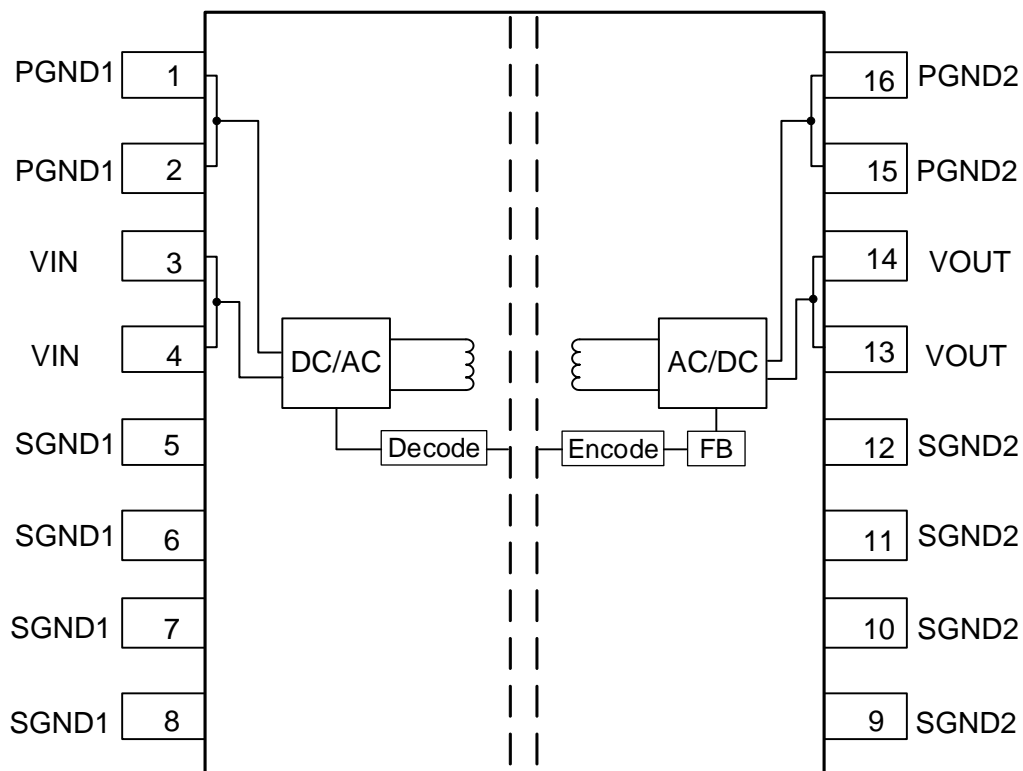 PGND1 1 16 PGND2
PGND1 2 15 PGND2
VIN 3 14 VOUT
VIN 4 DC/AC AC/DC 13 VOUT
SGND1 5 Decode Encode FB 12 SGND2
SGND1 6 11 SGND2
SGND1 7 10 SGND2
SGND1 8 9 SGND2